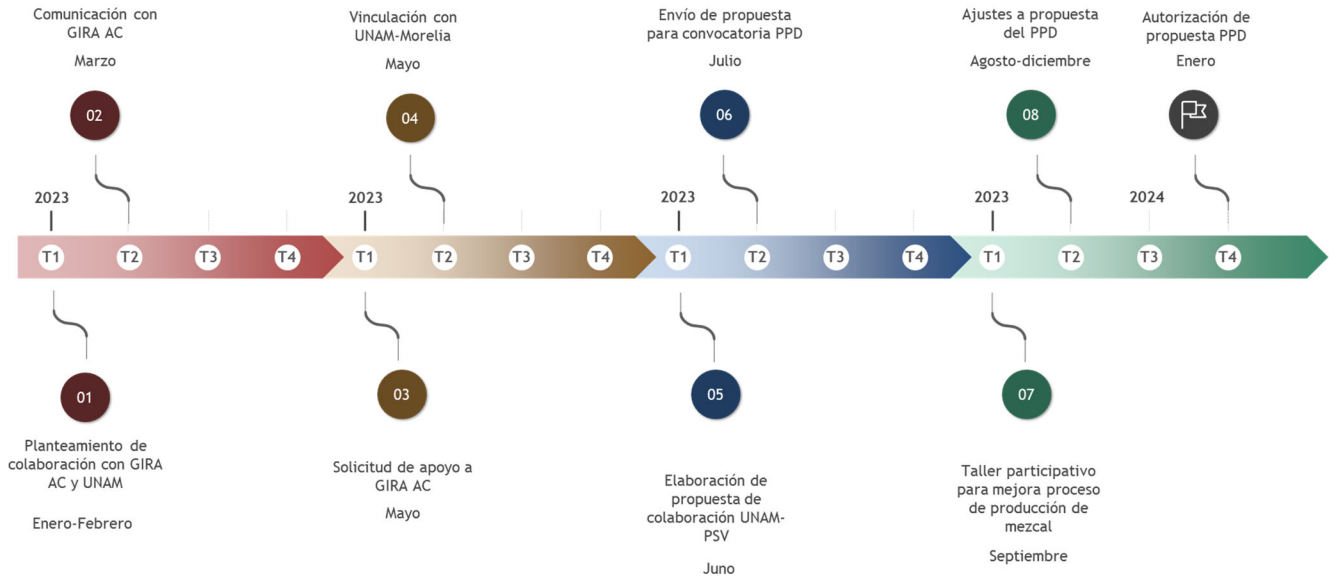 Comunicación con
GIRA AC
Marzo
02
Vinculación con
UNAM-Morelia
Mayo
04
Envío de propuesta
para convocatoria PPD
Julio
06
Ajustes a propuesta
del PPD
Agosto-diciembre
08
Autorización de
propuesta PPD
Enero
2023
2023
2023
2023
2024
T1
T2
T3
T4
T1
T2
T3
T4
T1
T2
T3
T4
T1
T2
T3
T4
01
Planteamiento de
colaboración con GIRA
AC y UNAM
Enero-Febrero
03
Solicitud de apoyo a
GIRA AC
Mayo
05
Elaboración de
propuesta de
colaboración UNAM-
PSV
Juno
07
Taller participativo
para mejora proceso
de producción de
mezcal
Septiembre